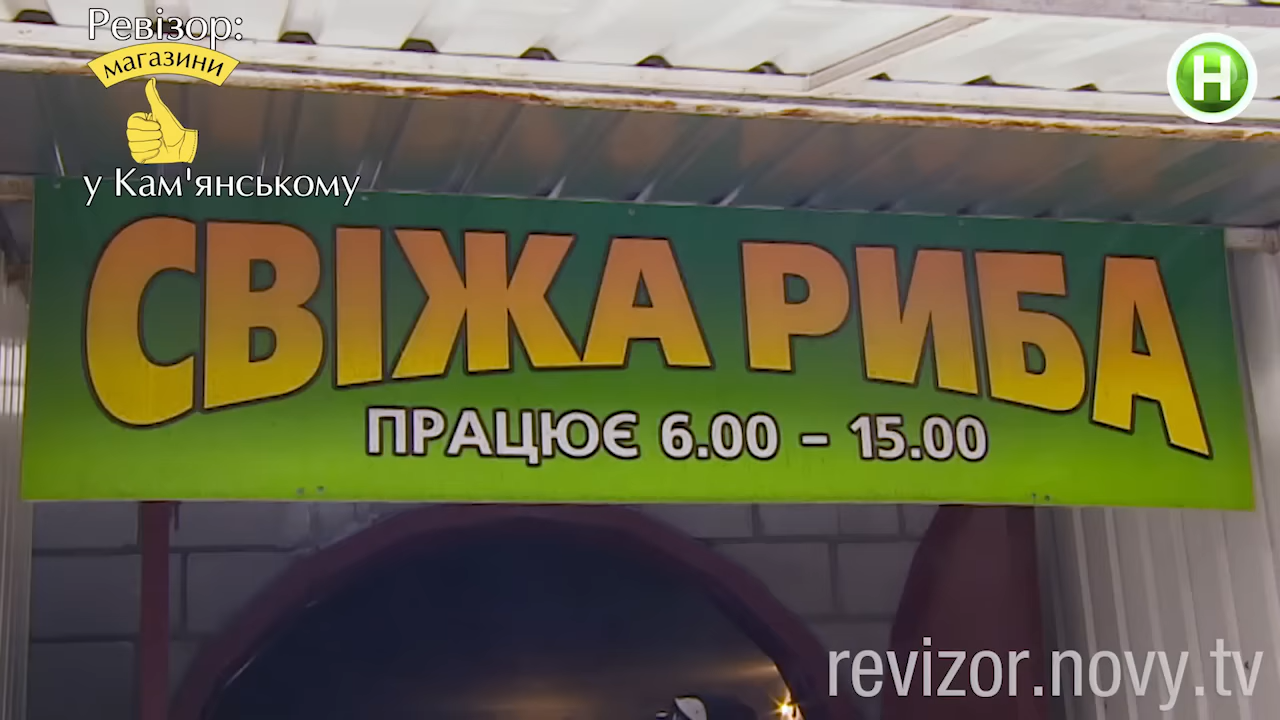 Ревізор:
магазини
у Кам'янському
Н
СВІЖА РИБА
ПРАЦЮЄ 6.00 – 15.00
revizor.novy.tv